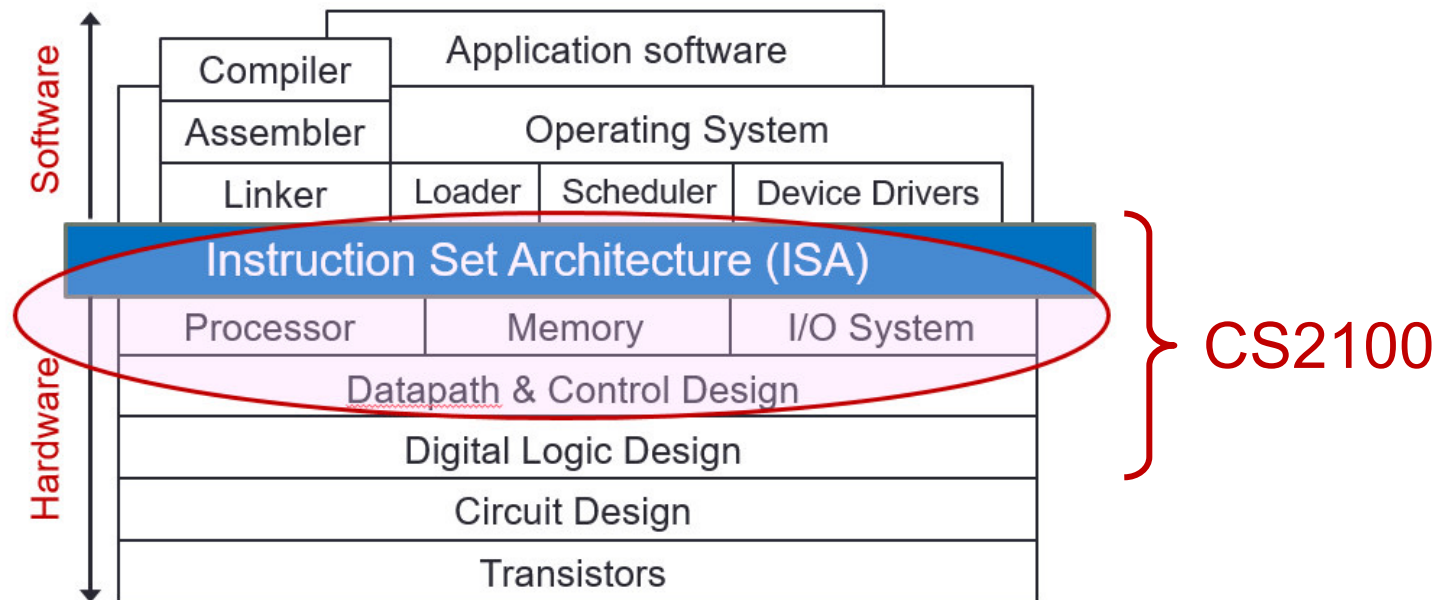 Software
Application software
Compiler
Assembler
Operating System
Linker
Loader
Scheduler
Device Drivers
Instruction Set Architecture (ISA)
Processor
Memory
I/O System
CS2100
Hardware
Datapath & Control Design
Digital Logic Design
Circuit Design
Transistors